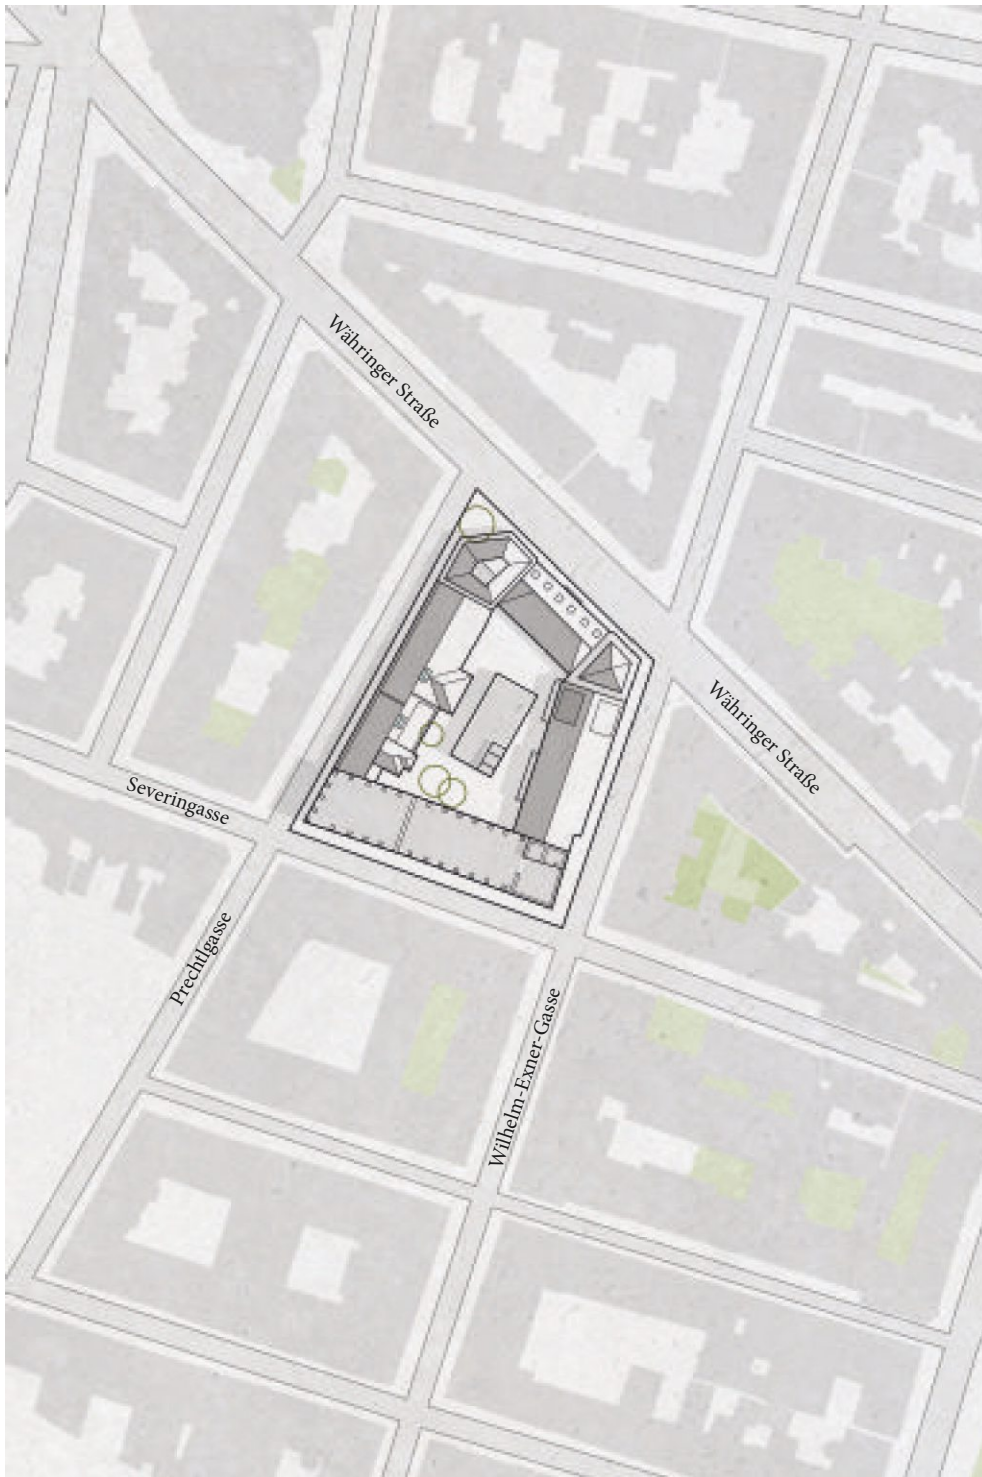 Währinger Straße
Währinger Straße
Severingasse
Prechtlgasse
Wilhelm-Exner-Gasse